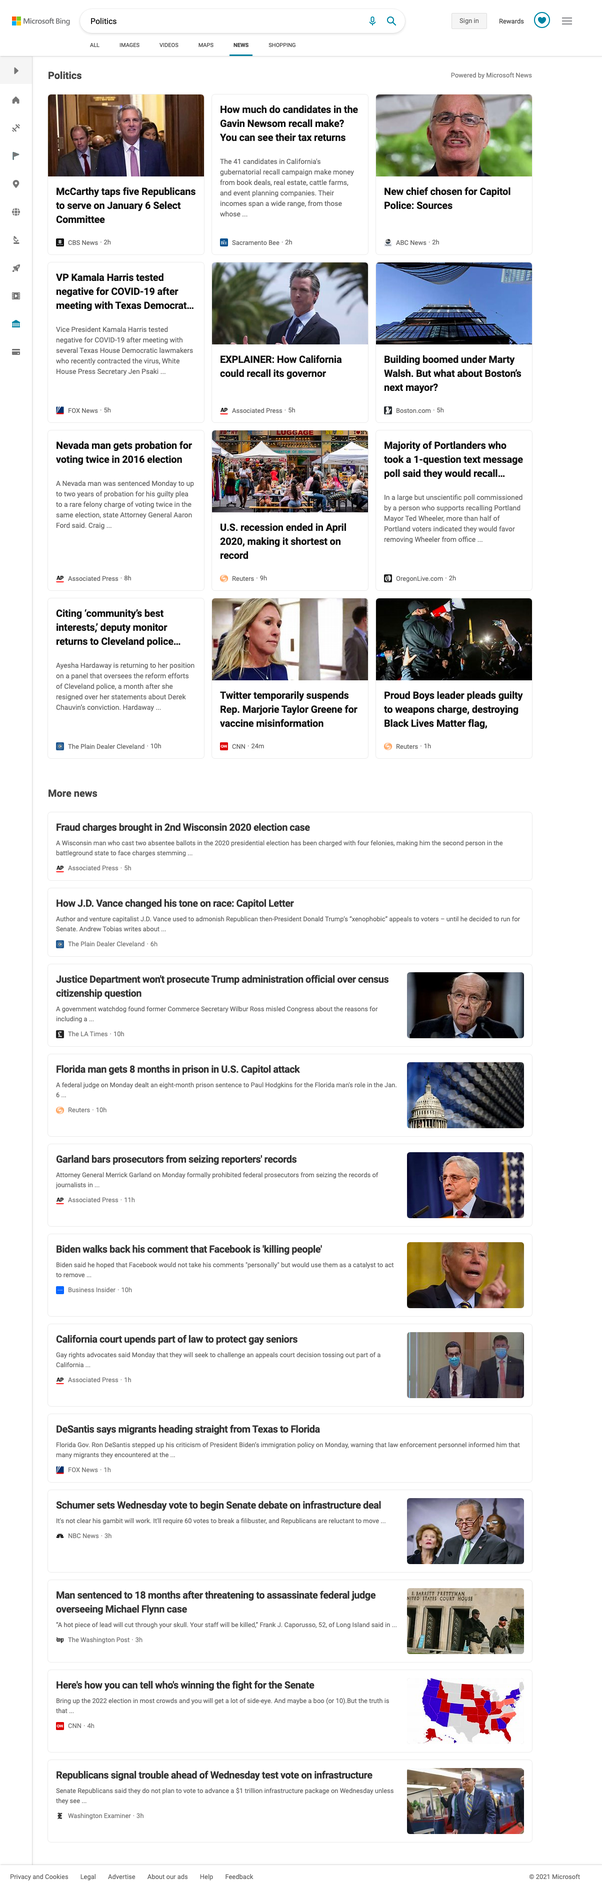 Microsoft Bing
Politics
Sign in
Rewards
ALL
IMAGES
VIDEOS
MAPS
NEWS
SHOPPING
Politics
Powered by Microsoft News
McCarthy taps five Republicans
to serve on January 6 Select
Committee
CBS News · 2h
How much do candidates in the
Gavin Newsom recall make?
You can see their tax returns
The 41 candidates in California's
gubernatorial recall campaign make money
from book deals, real estate, cattle farms,
and event planning companies. Their
incomes span a wide range, from those
whose ...
Sacramento Bee · 2h
New chief chosen for Capitol
Police: Sources
ABC News · 2h
VP Kamala Harris tested
negative for COVID-19 after
meeting with Texas Democrat...
Vice President Kamala Harris tested
negative for COVID-19 after meeting with
several Texas House Democratic lawmakers
who recently contracted the virus, White
House Press Secretary Jen Psaki ...
FOX News · 5h
EXPLAINER: How California
could recall its governor
AP Associated Press · 5h
Building boomed under Marty
Walsh. But what about Boston's
next mayor?
Boston.com · 5h
Nevada man gets probation for
voting twice in 2016 election
A Nevada man was sentenced Monday to up
to two years of probation for his guilty plea
to a rare felony charge of voting twice in the
same election, state Attorney General Aaron
Ford said. Craig ...
AP Associated Press · 8h
LUGGAGE
U.S. recession ended in April
2020, making it shortest on
record
Reuters · 9h
Majority of Portlanders who
took a 1-question text message
poll said they would recall...
In a large but unscientific poll commissioned
by a person who supports recalling Portland
Mayor Ted Wheeler, more than half of
Portland voters indicated they would favor
removing Wheeler from office ...
OregonLive.com · 2h
Citing 'community's best
interests,' deputy monitor
returns to Cleveland police...
Ayesha Hardaway is returning to her position
on a panel that oversees the reform efforts
of Cleveland police, a month after she
resigned over her statements about Derek
Chauvin's conviction. Hardaway ...
The Plain Dealer Cleveland · 10h
Twitter temporarily suspends
Rep. Marjorie Taylor Greene for
vaccine misinformation
CNN · 24m
Proud Boys leader pleads guilty
to weapons charge, destroying
Black Lives Matter flag,
Reuters · 1h
More news
Fraud charges brought in 2nd Wisconsin 2020 election case
A Wisconsin man who cast two absentee ballots in the 2020 presidential election has been charged with four felonies, making him the second person in the
battleground state to face charges stemming ...
AP Associated Press · 5h
How J.D. Vance changed his tone on race: Capitol Letter
Author and venture capitalist J.D. Vance used to admonish Republican then-President Donald Trump's "xenophobic" appeals to voters – until he decided to run for
Senate. Andrew Tobias writes about ...
The Plain Dealer Cleveland · 6h
Justice Department won't prosecute Trump administration official over census
citizenship question
A government watchdog found former Commerce Secretary Wilbur Ross misled Congress about the reasons for
including a ...
The LA Times · 10h
Florida man gets 8 months in prison in U.S. Capitol attack
A federal judge on Monday dealt an eight-month prison sentence to Paul Hodgkins for the Florida man's role in the Jan.
6 ...
Reuters · 10h
Garland bars prosecutors from seizing reporters' records
Attorney General Merrick Garland on Monday formally prohibited federal prosecutors from seizing the records of
journalists in ...
AP Associated Press · 11h
Biden walks back his comment that Facebook is 'killing people'
Biden said he hoped that Facebook would not take his comments "personally" but would use them as a catalyst to act
to remove ...
Business Insider · 10h
California court upends part of law to protect gay seniors
Gay rights advocates said Monday that they will seek to challenge an appeals court decision tossing out part of a
California ...
AP Associated Press · 1h
DeSantis says migrants heading straight from Texas to Florida
Florida Gov. Ron DeSantis stepped up his criticism of President Biden's immigration policy on Monday, warning that law enforcement personnel informed him that
many migrants they encountered at the ...
FOX News · 1h
Schumer sets Wednesday vote to begin Senate debate on infrastructure deal
It's not clear his gambit will work. It'll require 60 votes to break a filibuster, and Republicans are reluctant to move ...
NBC News · 3h
Man sentenced to 18 months after threatening to assassinate federal judge
overseeing Michael Flynn case
"A hot piece of lead will cut through your skull. Your staff will be killed," Frank J. Caporusso, 52, of Long Island said in ...
wp The Washington Post · 3h
E. BARRETT PRETTYMAN
UNITED STATES COURT HOUSE
Here's how you can tell who's winning the fight for the Senate
Bring up the 2022 election in most crowds and you will get a lot of side-eye. And maybe a boo (or 10).But the truth is
that ...
CNN · 4h
Republicans signal trouble ahead of Wednesday test vote on infrastructure
Senate Republicans said they do not plan to vote to advance a $1 trillion infrastructure package on Wednesday unless
they see ...
Washington Examiner · 3h
Privacy and Cookies
Legal
Advertise
About our ads
Help
Feedback
© 2021 Microsoft